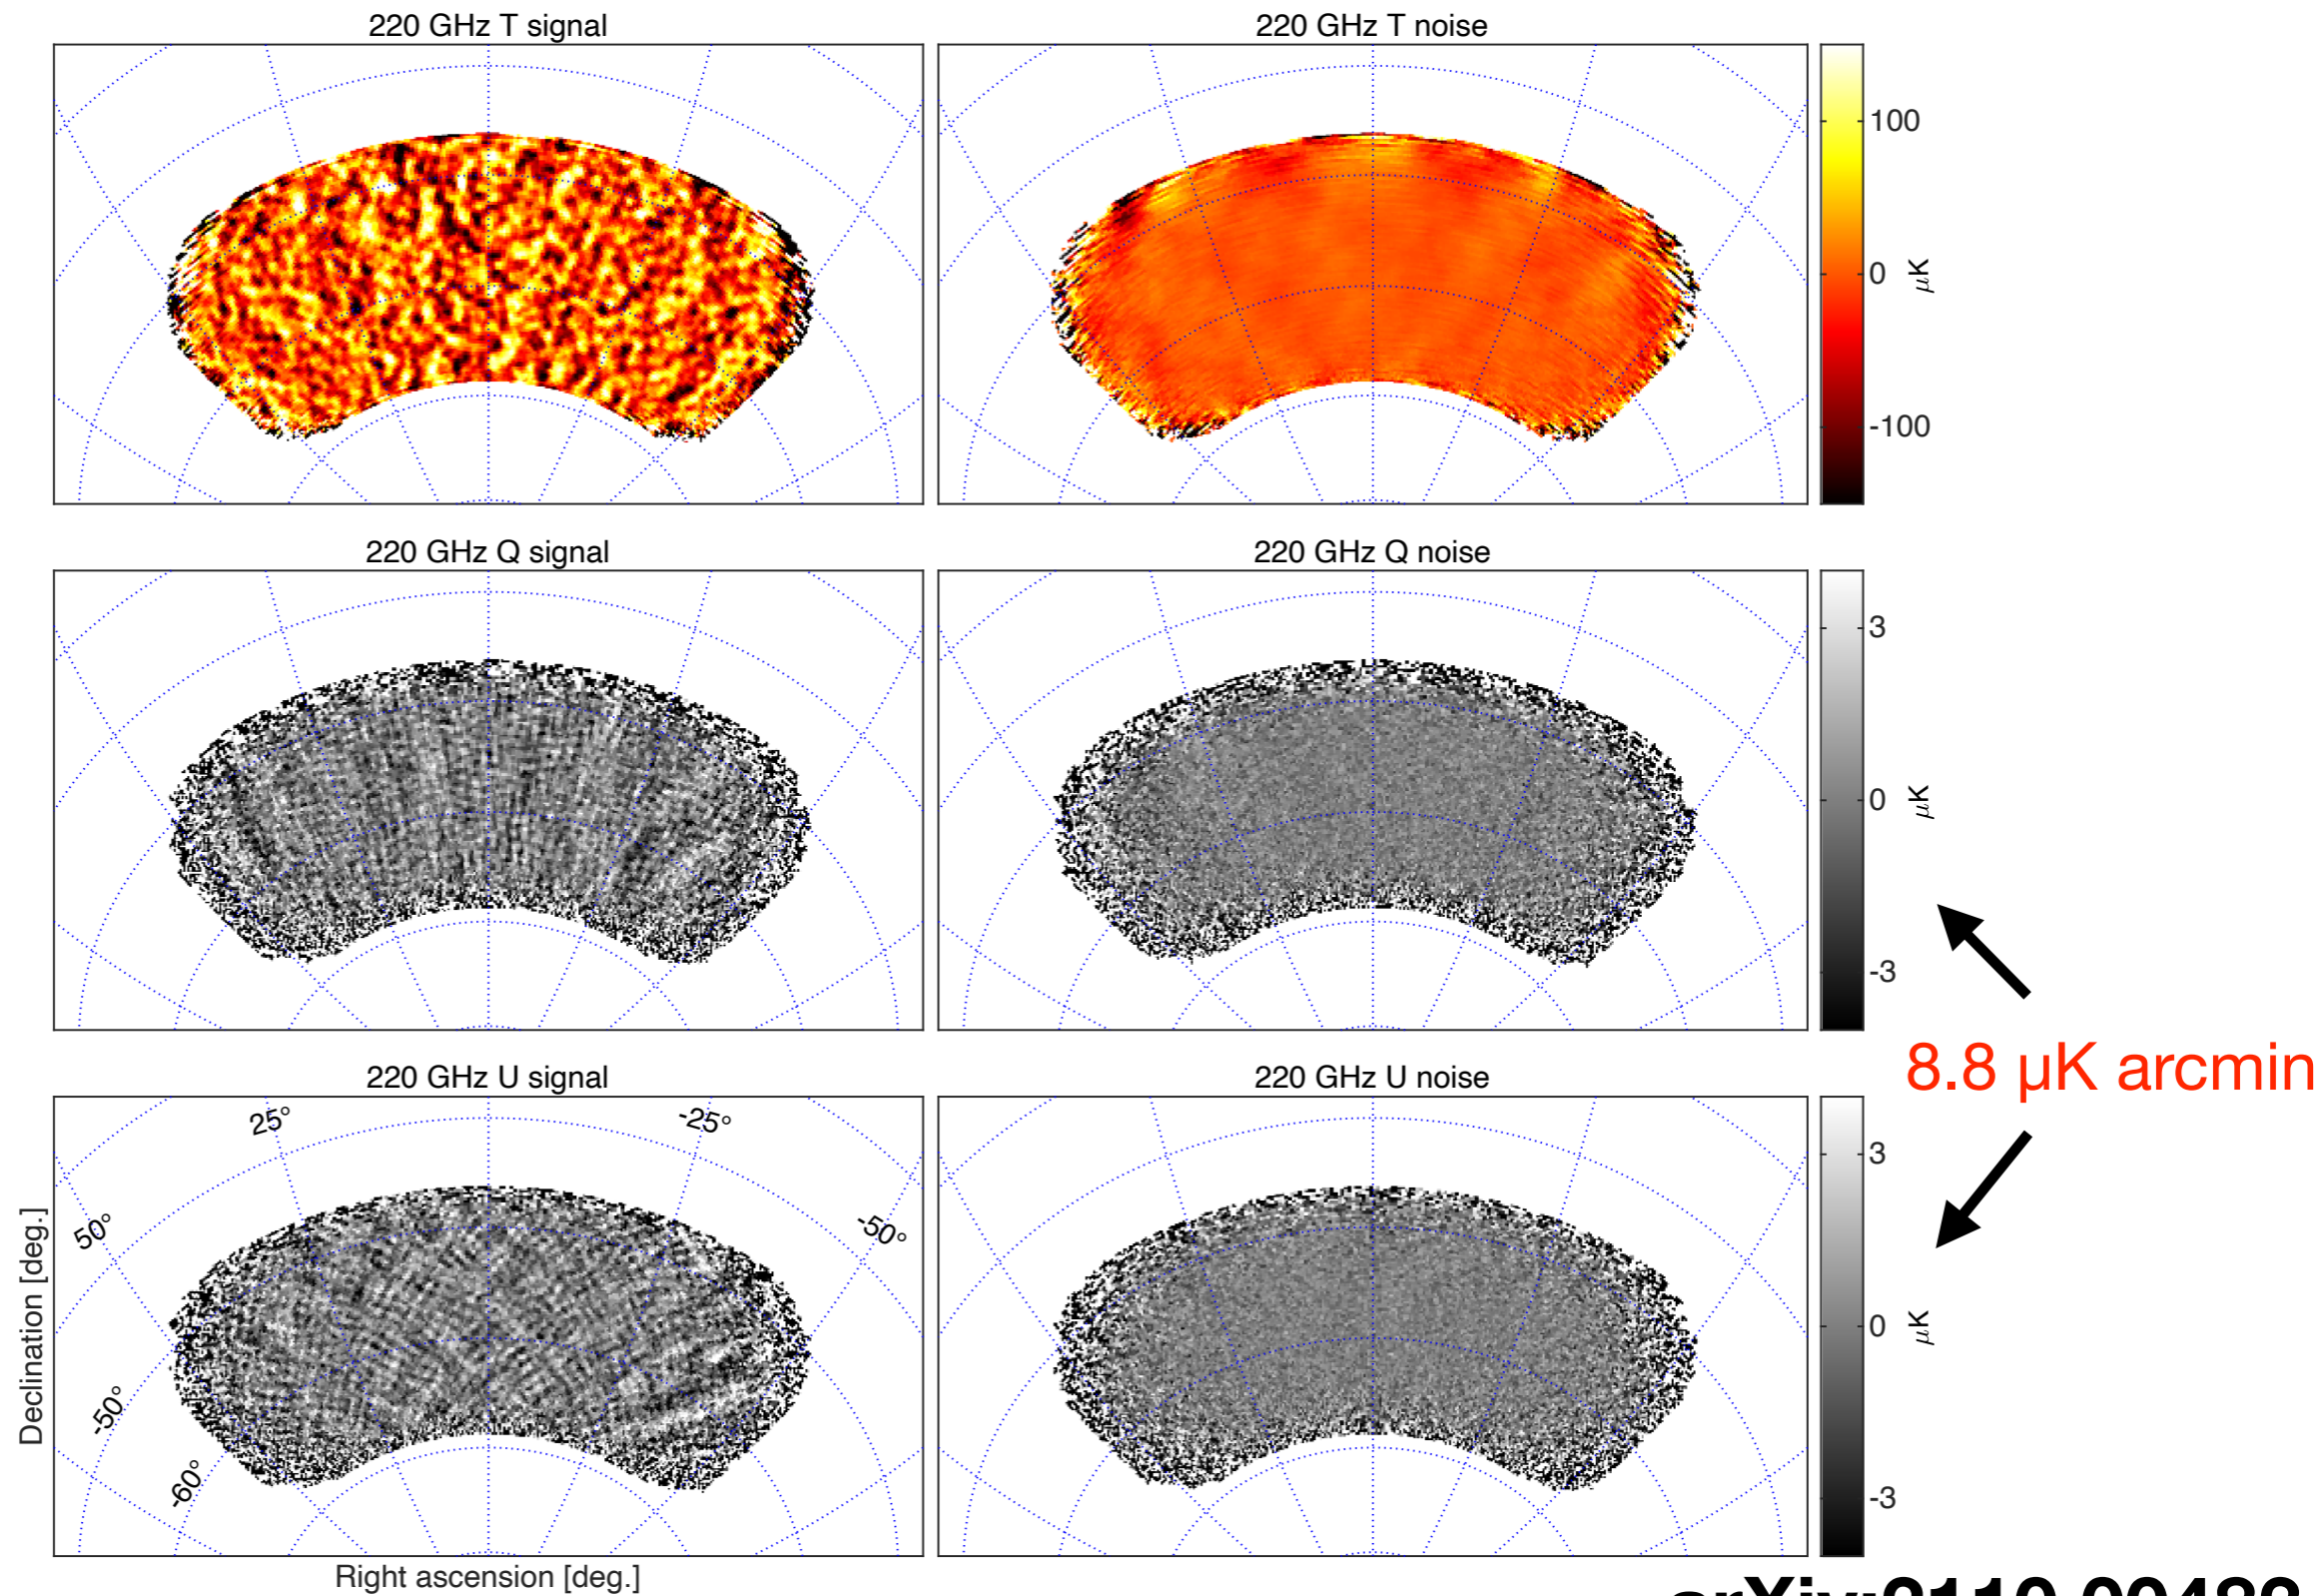 220 GHz T signal
220 GHz T noise
100
0
-100
μK
220 GHz Q signal
220 GHz Q noise
3
0
-3
μK
8.8 μK arcmin
220 GHz U signal
220 GHz U noise
25°
-25°
50°
-50°
-50°
-60°
3
0
-3
μK
Declination [deg.]
Right ascension [deg.]